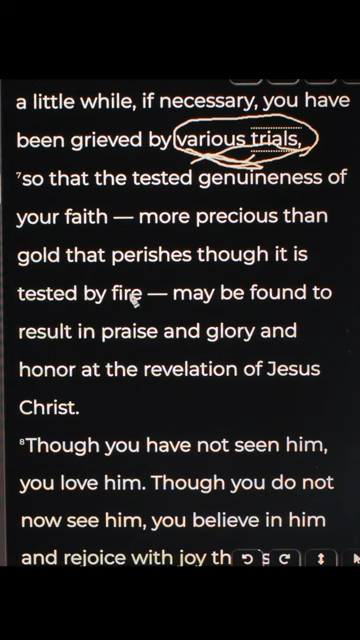 a little while, if necessary, you have
been grieved by various trials,
⁷so that the tested genuineness of
your faith — more precious than
gold that perishes though it is
tested by fire — may be found to
result in praise and glory and
honor at the revelation of Jesus
Christ.
⁸Though you have not seen him,
you love him. Though you do not
now see him, you believe in him
and rejoice with joy th